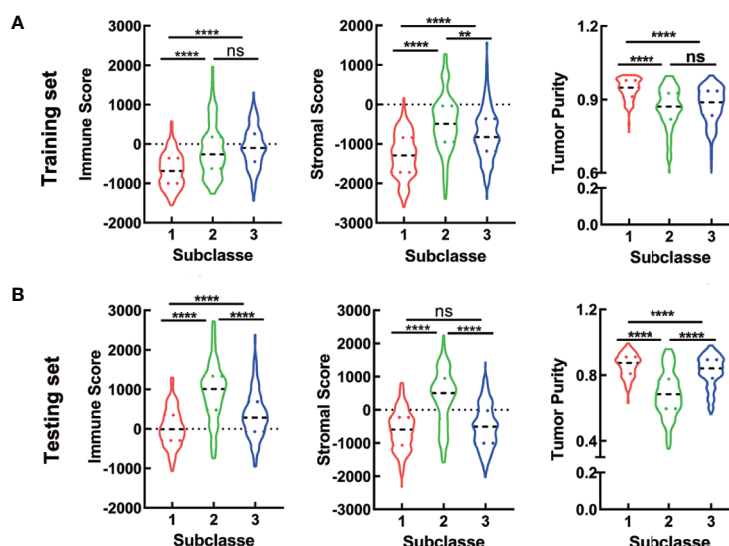 A
Training set
Immune Score
3000
2000
1000
0
-1000
-2000
****
****
ns
1 2 3
Subclasse
Stromal Score
2000
1000
0
-1000
-2000
-3000
****
****
**
1 2 3
Subclasse
Tumor Purity
1.2
0.9
0.6
0.2
0.0
****
****
ns
1 2 3
Subclasse
B
Testing set
Immune Score
3000
2000
1000
0
-1000
-2000
****
****
****
1 2 3
Subclasse
Stromal Score
3000
2000
1000
0
-1000
-2000
-3000
ns
****
****
1 2 3
Subclasse
Tumor Purity
1.2
0.8
0.4
0.2
0.0
****
****
****
1 2 3
Subclasse